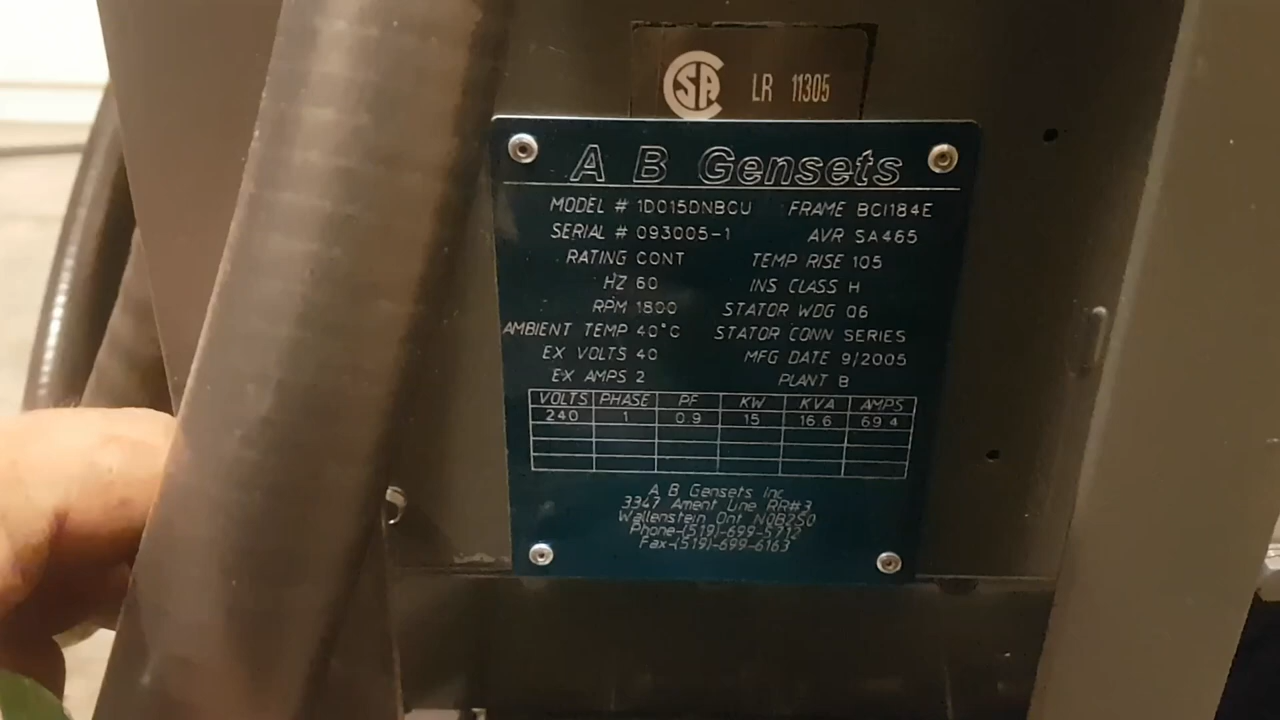 CSA LR 11305
A B Gensets
MODEL # 1D015DNBCU FRAME BCI184E
SERIAL # 093005-1 AVR SA465
RATING CONT TEMP RISE 105
HZ 60 INS CLASS H
RPM 1800 STATOR WDG 06
AMBIENT TEMP 40°C STATOR CONN SERIES
EX VOLTS 40 MFG DATE 9/2005
EX AMPS 2 PLANT B
VOLTS PHASE PF KW KVA AMPS
240 1 0.9 15 16.6 69.4
A B Gensets Inc
3347 Ament Line RR#3
Wallenstein Ont N0B2S0
Phone-(519)-699-5712
Fax-(519)-699-6163